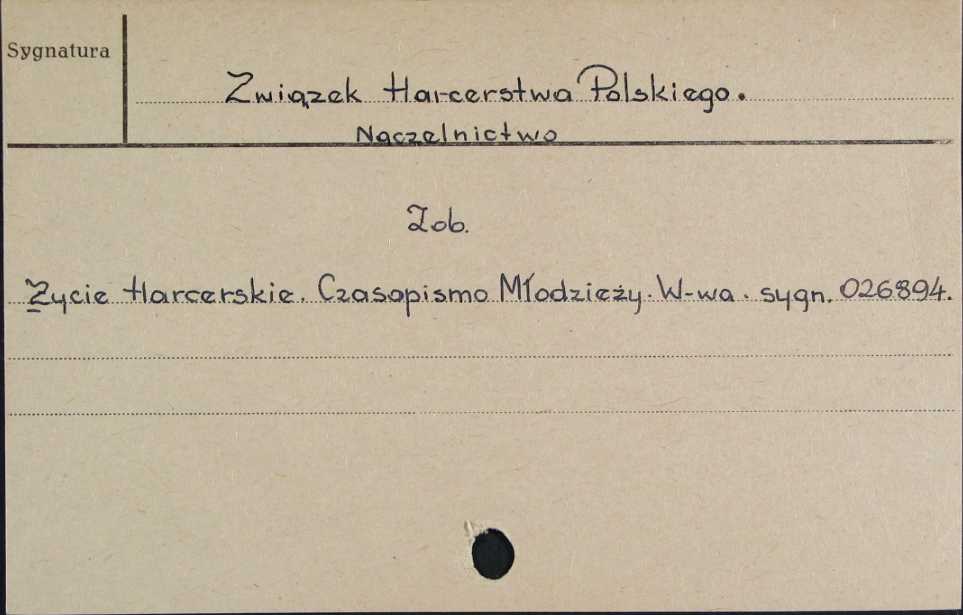 Sygnatura
Związek Harcerstwa Polskiego.
Naczelnictwo
Zob.
Życie Harcerskie. Czasopismo Młodzieży. W-wa. sygn. 026894.